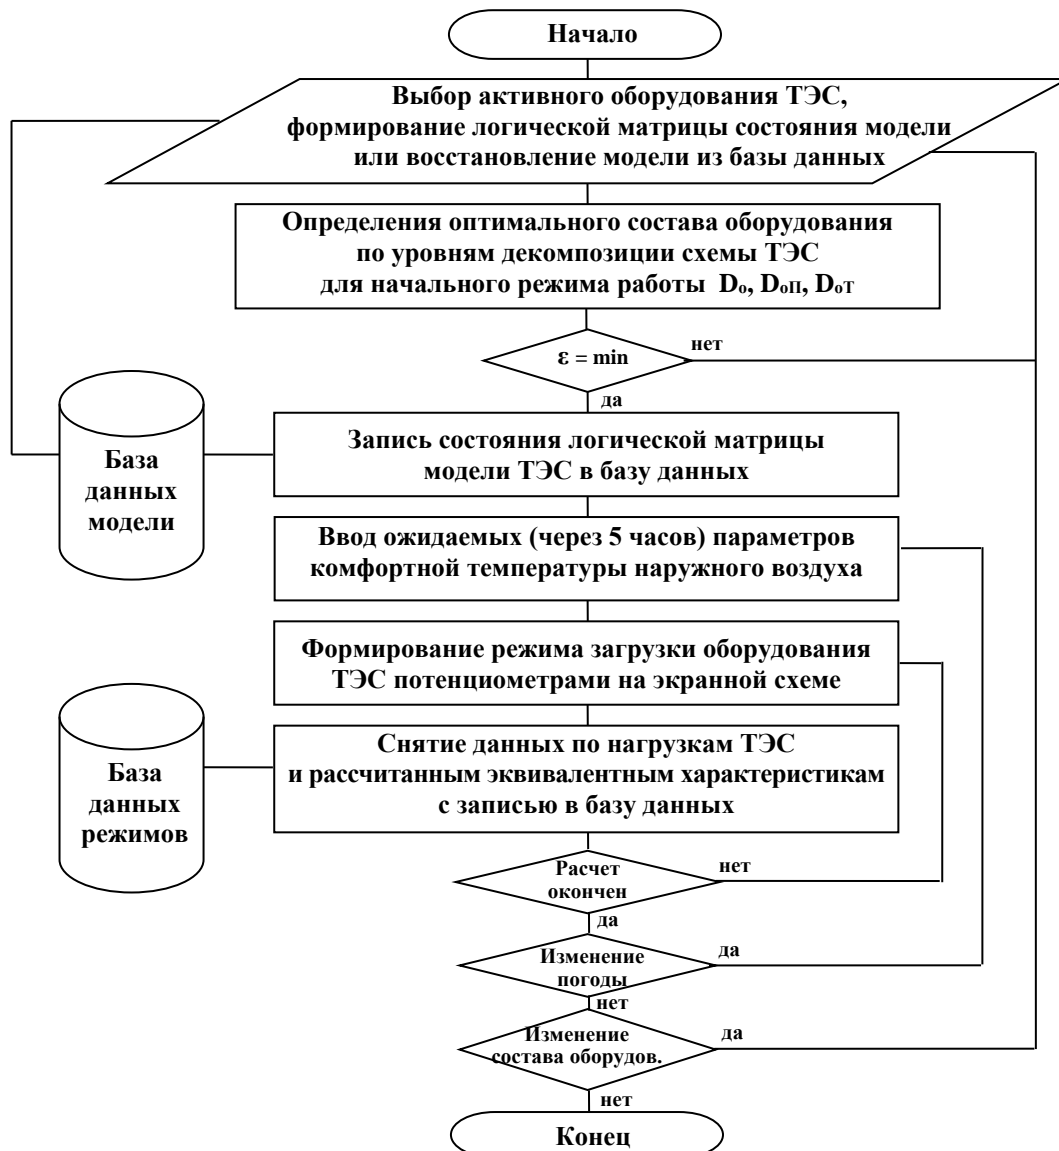 Начало
Выбор активного оборудования ТЭС,
формирование логической матрицы состояния модели
или восстановление модели из базы данных
Определения оптимального состава оборудования
по уровням декомпозиции схемы ТЭС
для начального режима работы Dо, DоП, DоТ
ε = min
нет
да
База
данных
модели
Запись состояния логической матрицы
модели ТЭС в базу данных
Ввод ожидаемых (через 5 часов) параметров
комфортной температуры наружного воздуха
Формирование режима загрузки оборудования
ТЭС потенциометрами на экранной схеме
База
данных
режимов
Снятие данных по нагрузкам ТЭС
и рассчитанным эквивалентным характеристикам
с записью в базу данных
Расчет
окончен
нет
да
Изменение
погоды
да
нет
Изменение
состава оборудов.
да
нет
Конец